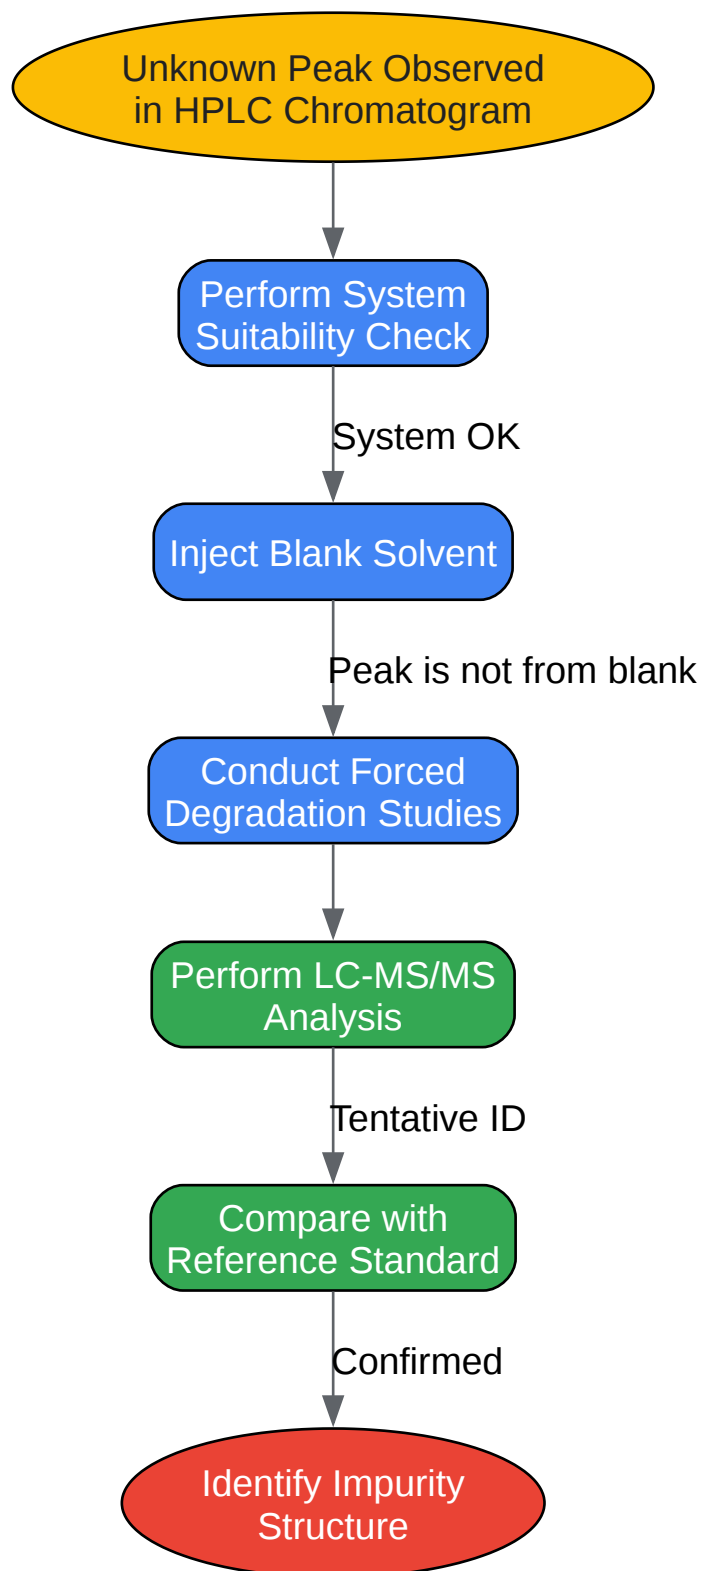 Unknown Peak Observed
in HPLC Chromatogram
Perform System
Suitability Check
System OK
Inject Blank Solvent
Peak is not from blank
Conduct Forced
Degradation Studies
Perform LC-MS/MS
Analysis
Tentative ID
Compare with
Reference Standard
Confirmed
Identify Impurity
Structure